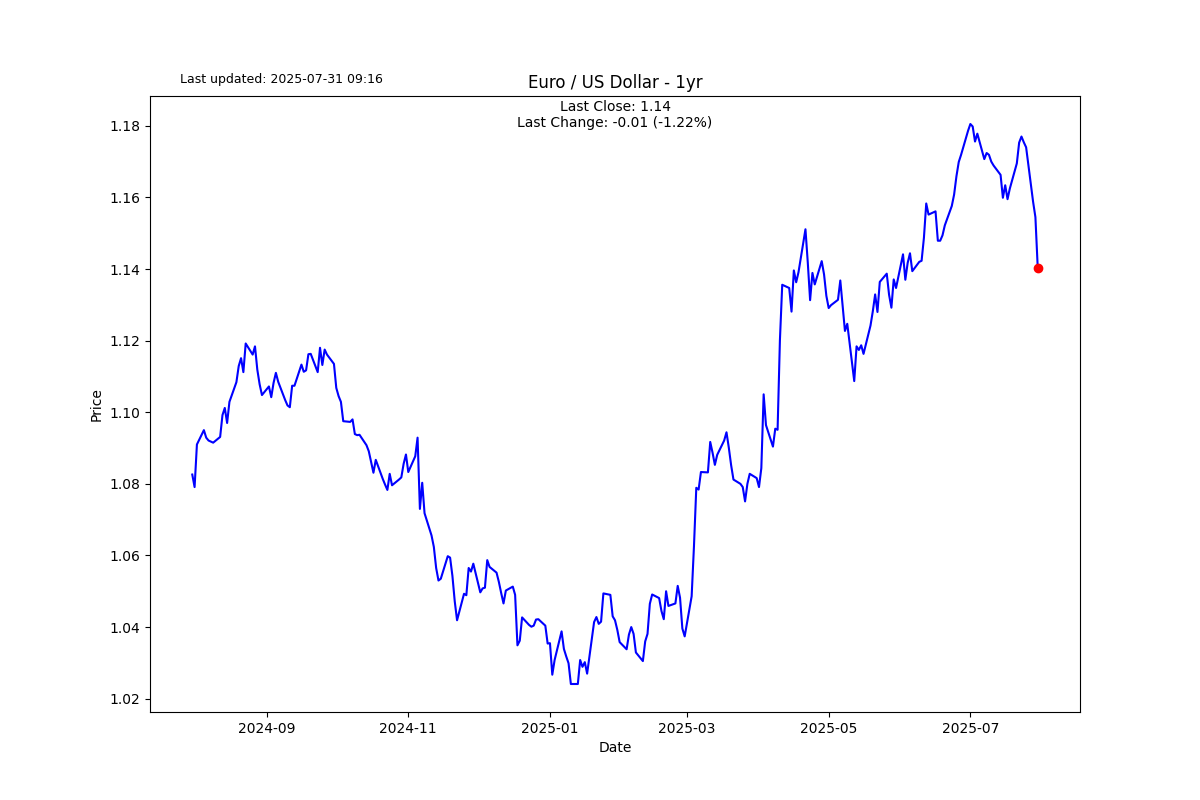 Last updated: 2025-07-31 09:16
Euro / US Dollar - 1yr
Last Close: 1.14
Last Change: -0.01 (-1.22%)
1.18
1.16
1.14
1.12
1.10
1.08
1.06
1.04
1.02
Price
2024-09
2024-11
2025-01
2025-03
2025-05
2025-07
Date